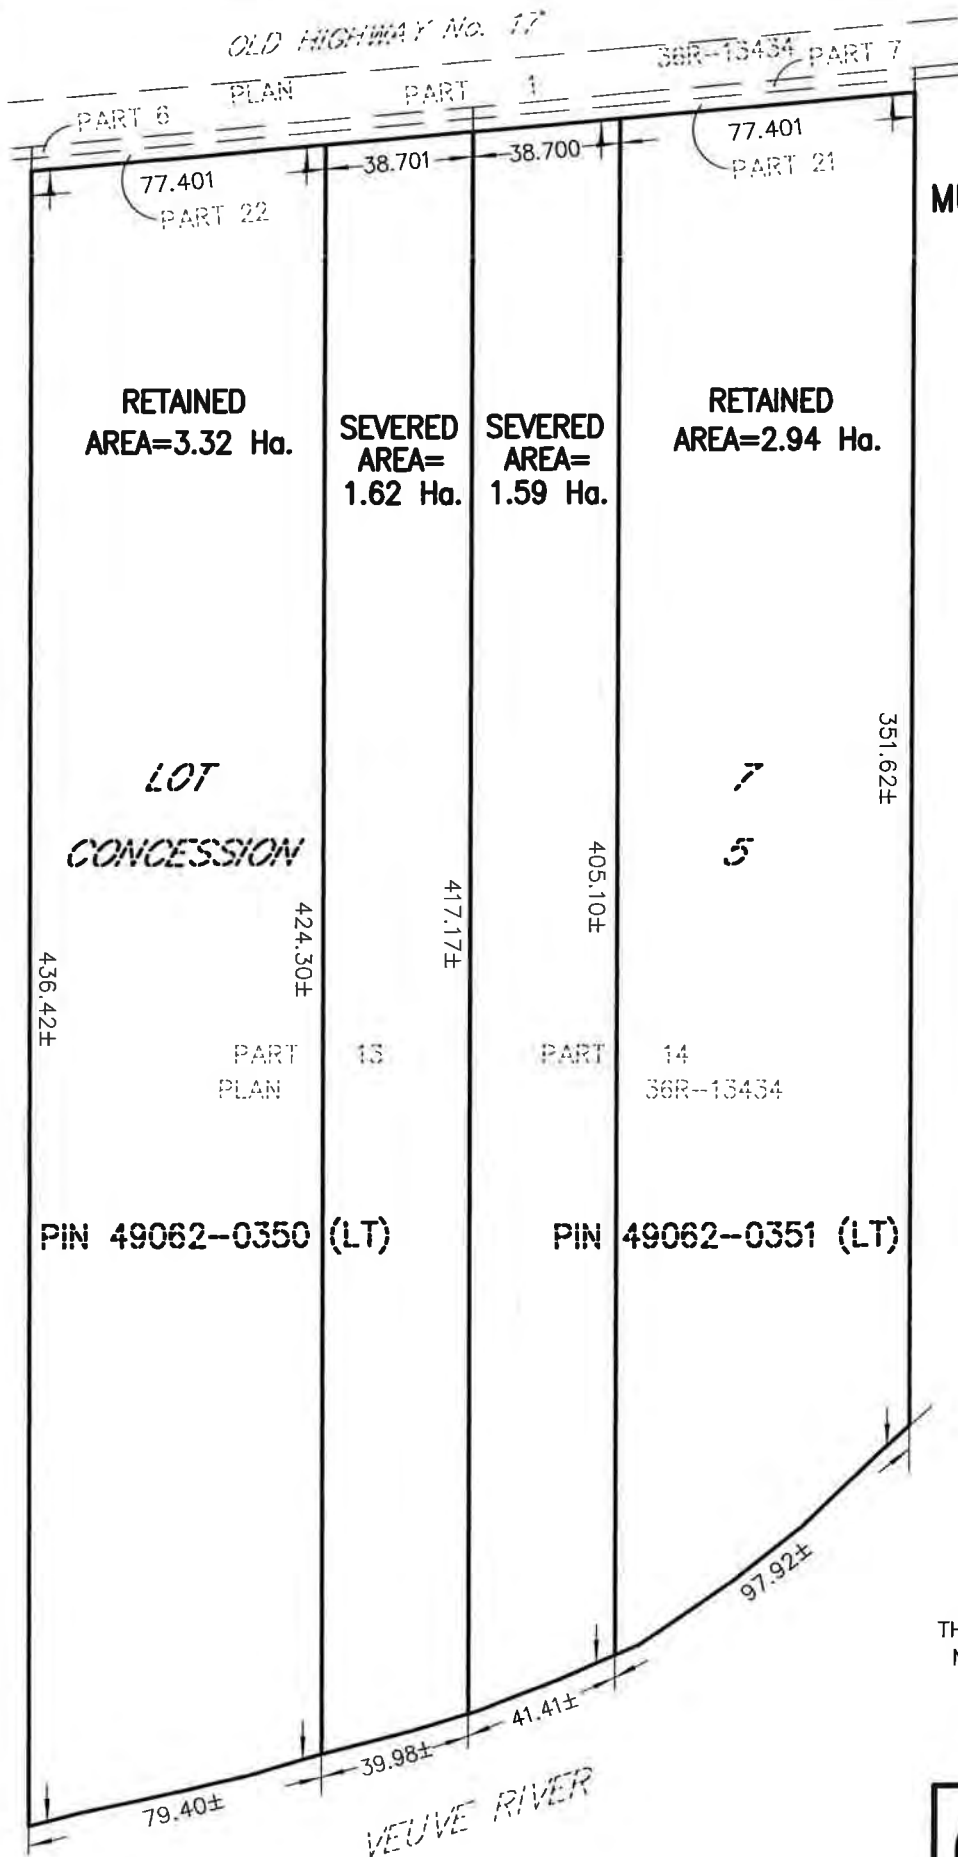 OLD HIGHWAY No. 17
36R-13434
PART 7
PLAN PART 1
PART 6
77.401
38.701
38.700
77.401
PART 22
PART 21
RETAINED
AREA=3.32 Ha.
SEVERED
AREA=
1.62 Ha.
SEVERED
AREA=
1.59 Ha.
RETAINED
AREA=2.94 Ha.
351.62±
LOT 7
CONCESSION 5
405.10±
417.17±
424.30±
436.42±
PART 13
PLAN
PART 14
36R-13434
PIN 49062-0350 (LT)
PIN 49062-0351 (LT)
97.92±
41.41±
39.98±
79.40±
VEUVE RIVER